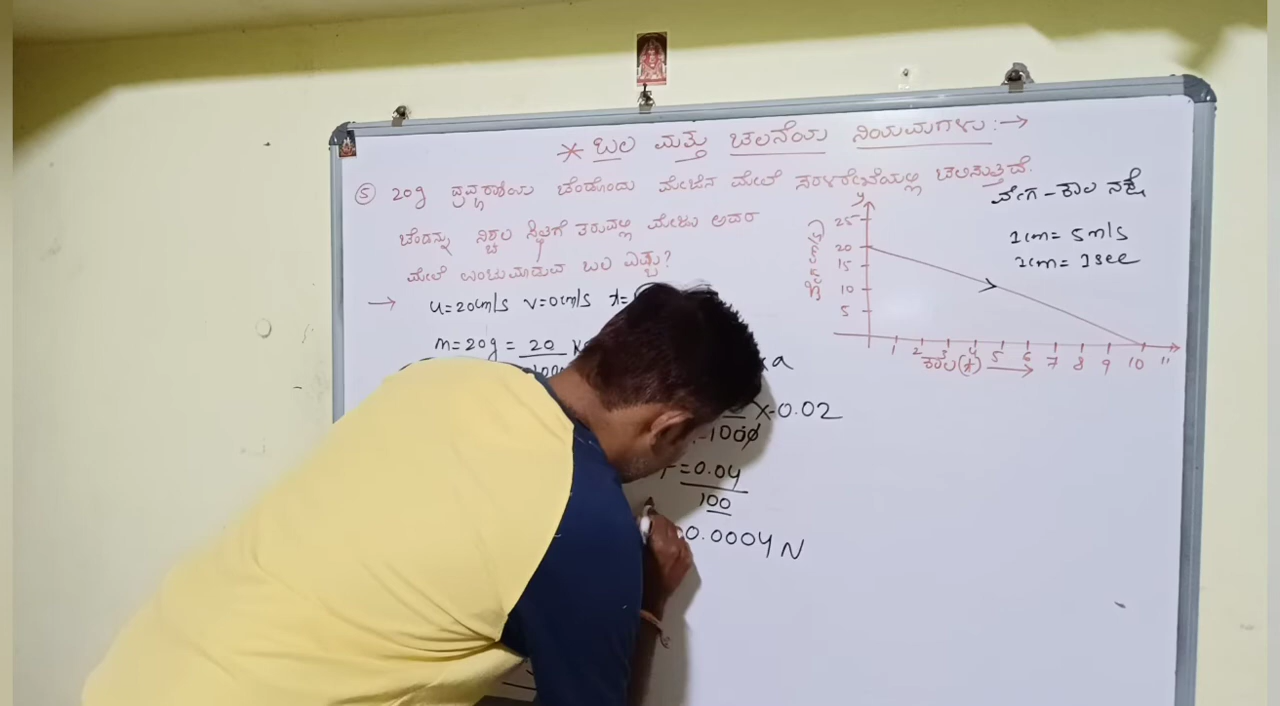 * ಬಲ ಮತ್ತು ಚಲನೆಯ ನಿಯಮಗಳು :→
⑤ 20g ದ್ರವ್ಯರಾಶಿಯ ಚೆಂಡೊಂದು ಮೇಜಿನ ಮೇಲೆ ಸರಳರೇಖೆಯಲ್ಲಿ ಚಲಿಸುತ್ತಿದೆ.
ಚೆಂಡನ್ನು ನಿಶ್ಚಲ ಸ್ಥಿತಿಗೆ ತರುವಲ್ಲಿ ಮೇಜು ಅದರ
ಮೇಲೆ ಉಂಟುಮಾಡುವ ಬಲ ಎಷ್ಟು?
→ u=20cm/s v=0cm/s t=
m=20g = 20
a
X-0.02
1000
=0.04
100
0.0004 N
ವೇಗ - ಕಾಲ ನಕ್ಷೆ
1cm = 5m/s
1cm = 1sec
y
25
20
15
10
5
1 2 3 4 5 6 7 8 9 10 11
ಕಾಲ(t) →